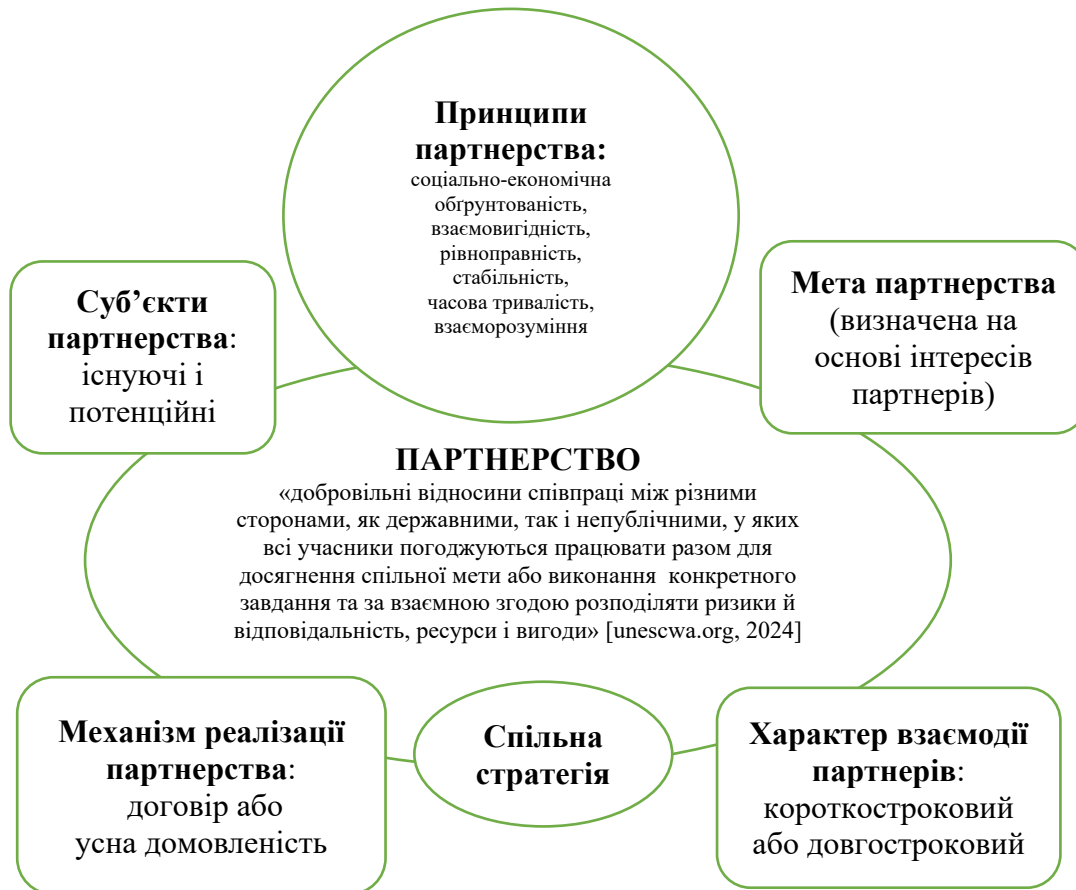 Принципи
партнерства:
соціально-економічна
обґрунтованість,
взаємовигідність,
рівноправність,
стабільність,
часова тривалість,
взаєморозуміння
Суб’єкти
партнерства:
існуючі і
потенційні
Мета партнерства
(визначена на
основі інтересів
партнерів)
ПАРТНЕРСТВО
«добровільні відносини співпраці між різними
сторонами, як державними, так і непублічними, у яких
всі учасники погоджуються працювати разом для
досягнення спільної мети або виконання конкретного
завдання та за взаємною згодою розподіляти ризики й
відповідальність, ресурси і вигоди» [unescwa.org, 2024]
Механізм реалізації
партнерства:
договір або
усна домовленість
Спільна
стратегія
Характер взаємодії
партнерів:
короткостроковий
або довгостроковий